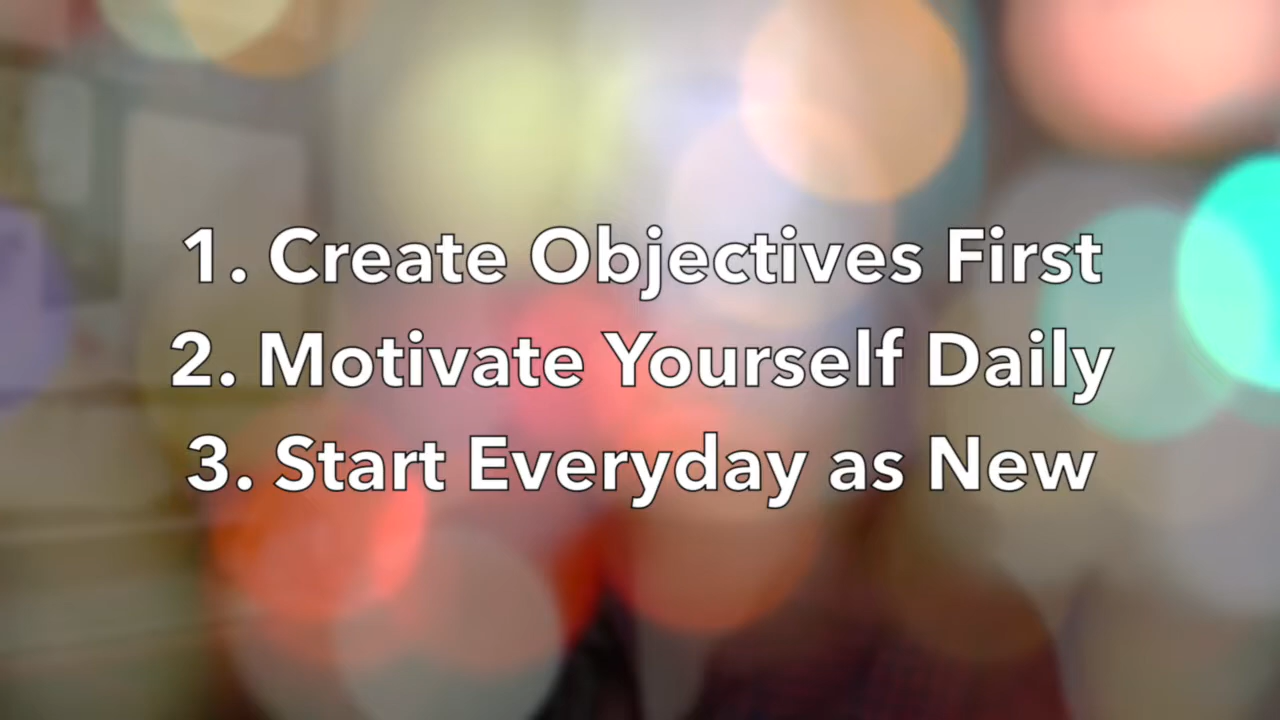 1. Create Objectives First
2. Motivate Yourself Daily
3. Start Everyday as New